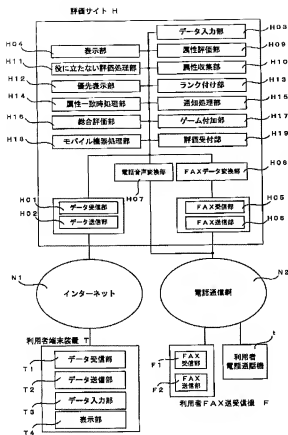 評価サイト H
データ入力部 H03
H04 表示部
属性評価部 H09
H11 役に立たない評価処理部
属性収集部 H10
H12 優先表示部
ランク付け部 H13
H14 属性一致時処理部
通知処理部 H15
H16 総合評価部
ゲーム付加部 H17
H18 モバイル機器処理部
評価受付部 H19
電話音声変換部 H07
FAXデータ変換部 H08
H01 データ受信部
H02 データ送信部
FAX受信部 H05
FAX送信部 H06
N1 インターネット
電話通信網 N2
利用者端末装置 T
T1 データ受信部
T2 データ送信部
T3 データ入力部
T4 表示部
F1 FAX受信部
F2 FAX送信部
利用者電話送話機 t
利用者FAX送受信機 F